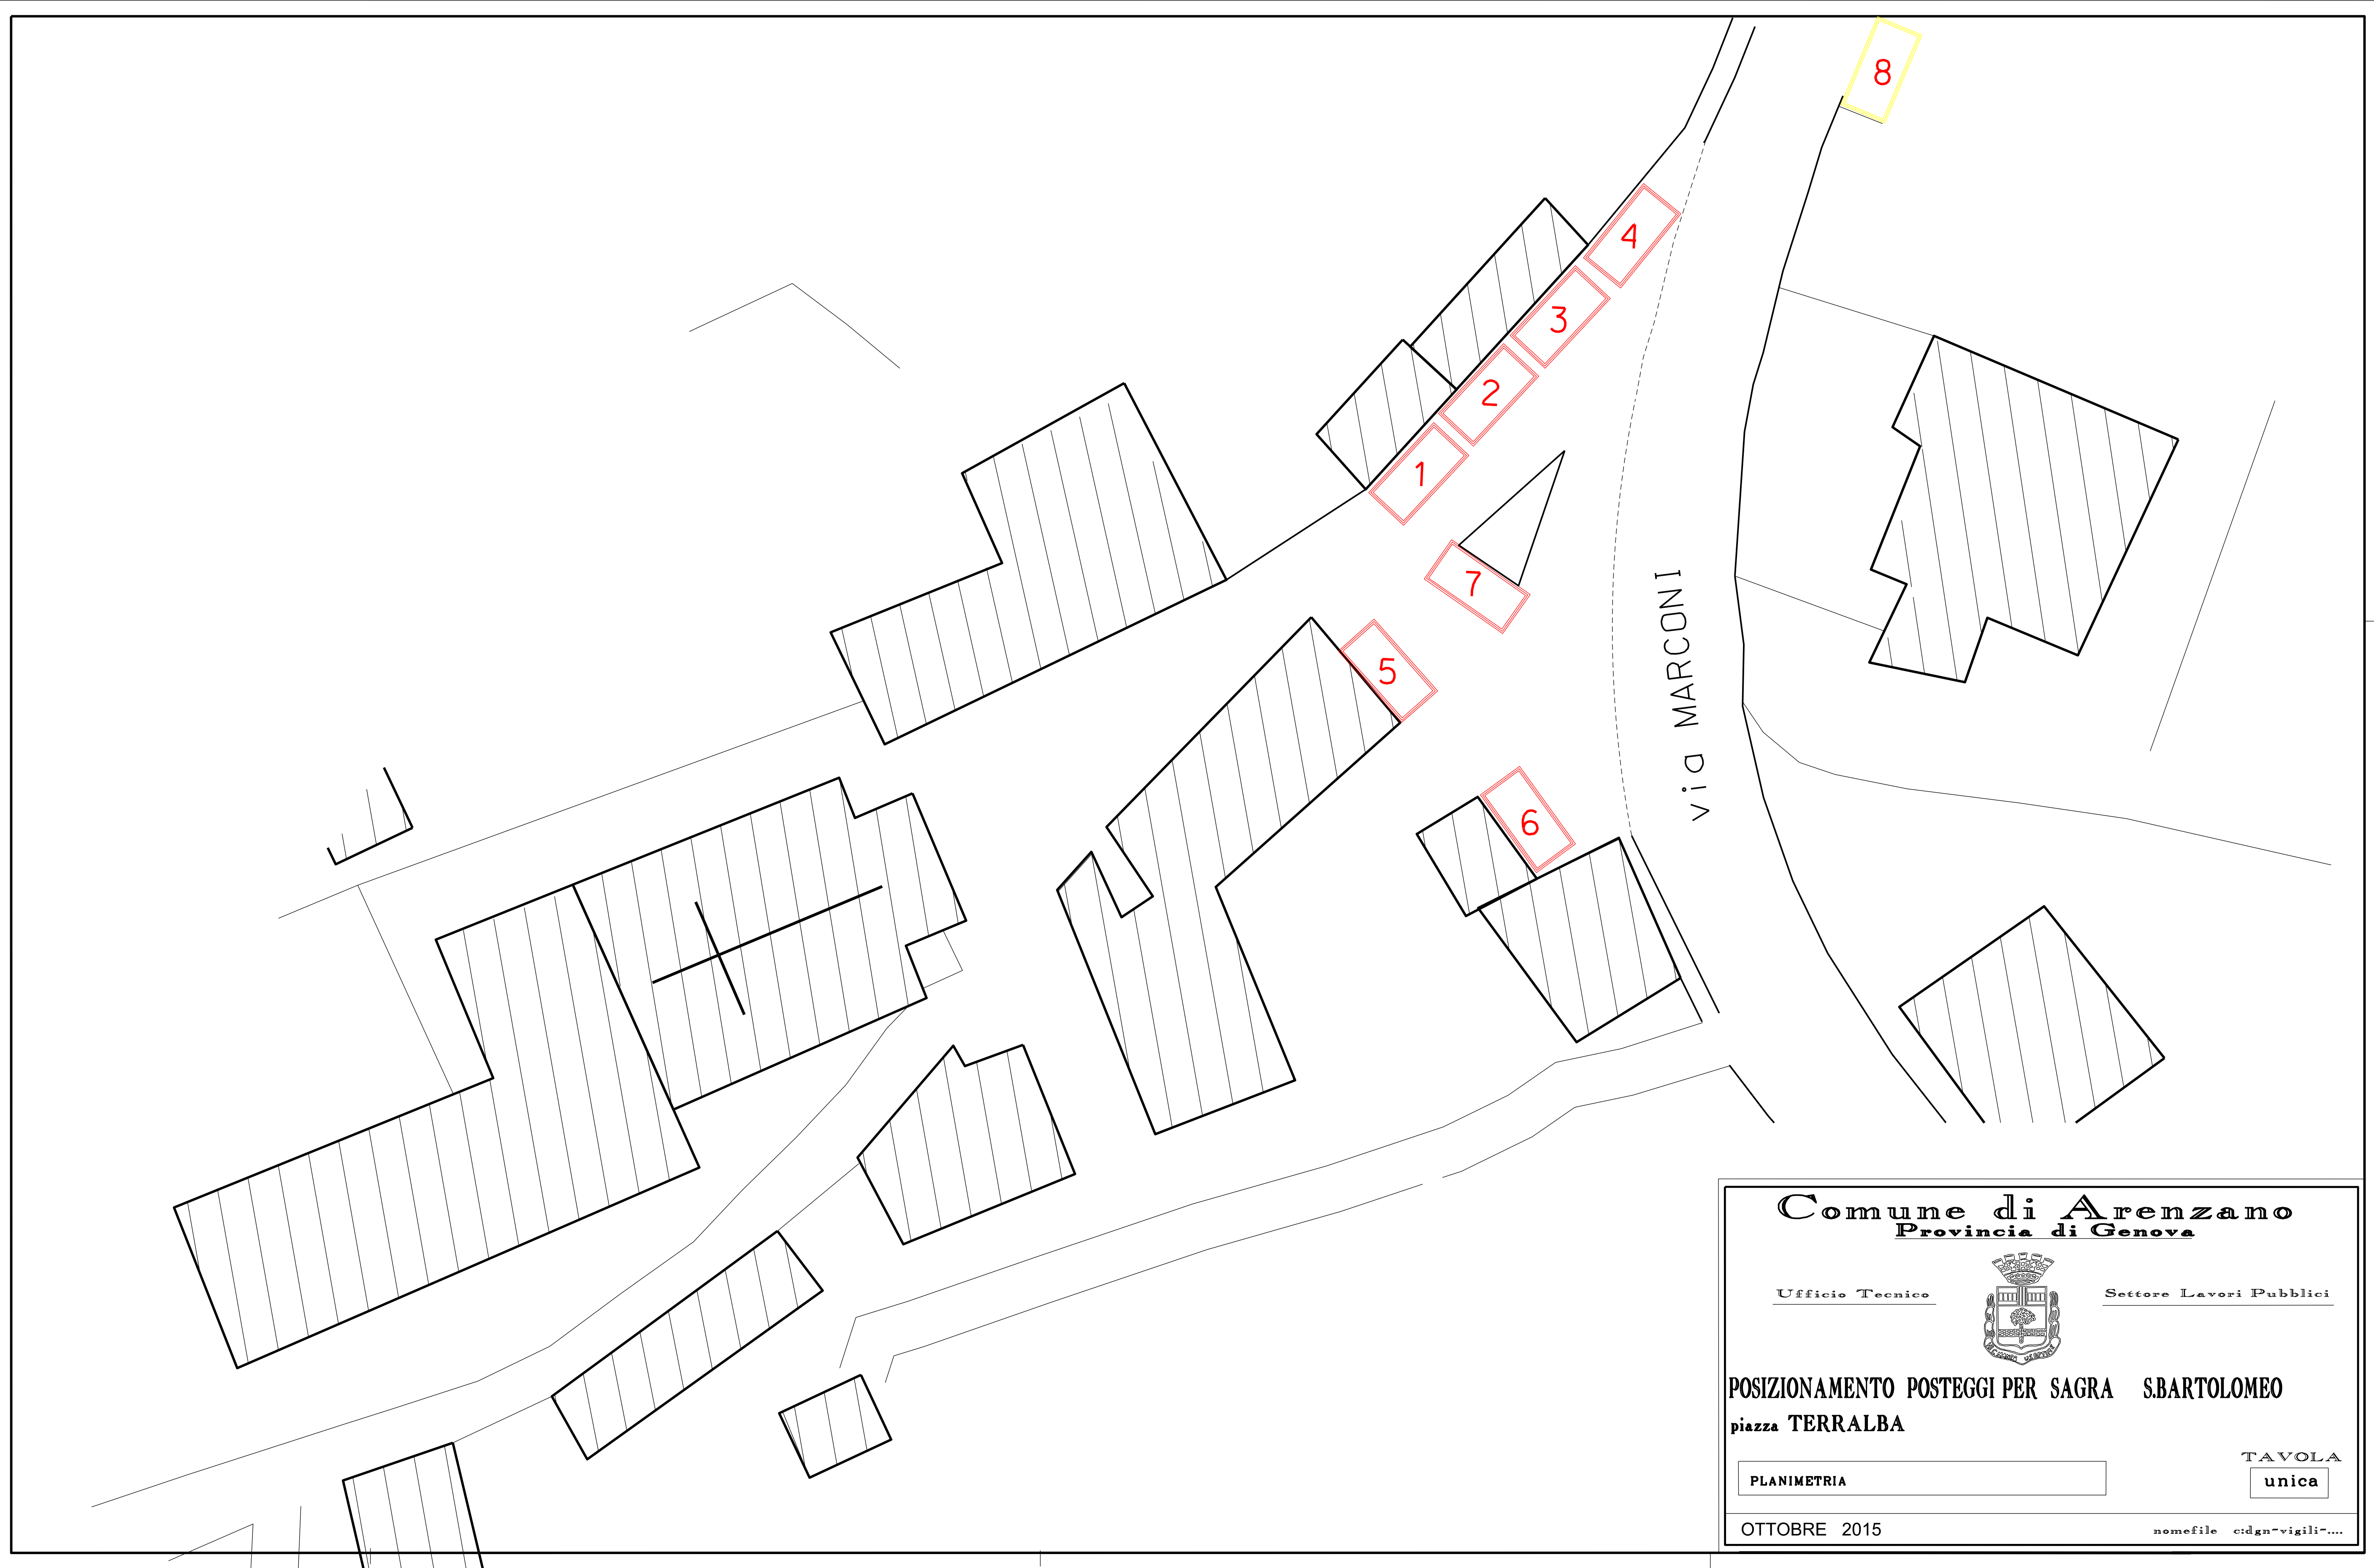 8
4
3
2
1
7
5
6
via MARCONI
Comune di Arenzano
Provincia di Genova
Ufficio Tecnico
Settore Lavori Pubblici
POSIZIONAMENTO POSTEGGI PER SAGRA S.BARTOLOMEO
piazza TERRALBA
TAVOLA
PLANIMETRIA
unica
OTTOBRE 2015
nomefile c:dgn-vigili-....